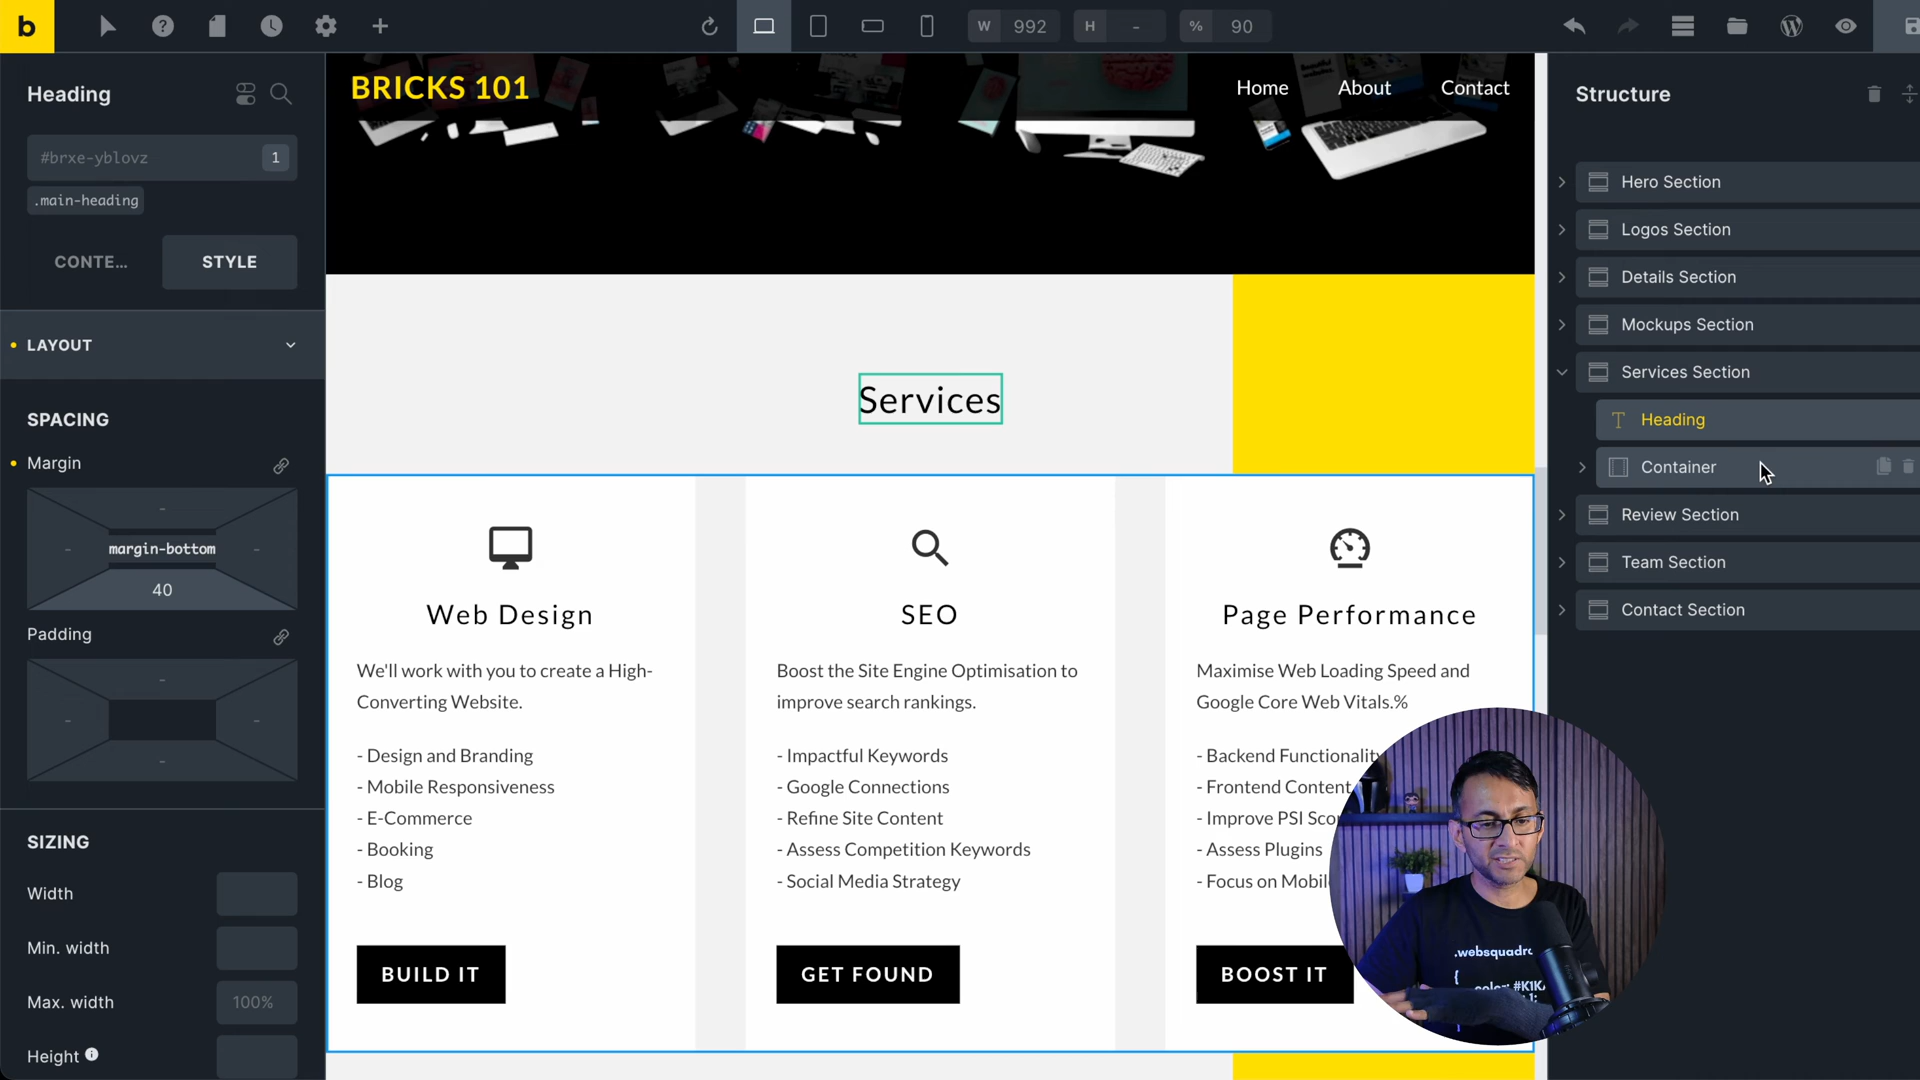 b
W 992
H -
% 90
Heading
#brxe-yblovz
1
.main-heading
CONTE...
STYLE
LAYOUT
SPACING
Margin
-
- margin-bottom -
40
Padding
-
- -
-
SIZING
Width
Min. width
Max. width
100%
Height
BRICKS 101
Home
About
Contact
Services
Web Design
We'll work with you to create a High-
Converting Website.
- Design and Branding
- Mobile Responsiveness
- E-Commerce
- Booking
- Blog
BUILD IT
SEO
Boost the Site Engine Optimisation to
improve search rankings.
- Impactful Keywords
- Google Connections
- Refine Site Content
- Assess Competition Keywords
- Social Media Strategy
GET FOUND
Page Performance
Maximise Web Loading Speed and
Google Core Web Vitals.%
- Backend Functionality
- Frontend Content
- Improve PSI
- Assess Plugins
- Focus on
BOOST IT
Structure
Hero Section
Logos Section
Details Section
Mockups Section
Services Section
Heading
Container
Review Section
Team Section
Contact Section
{